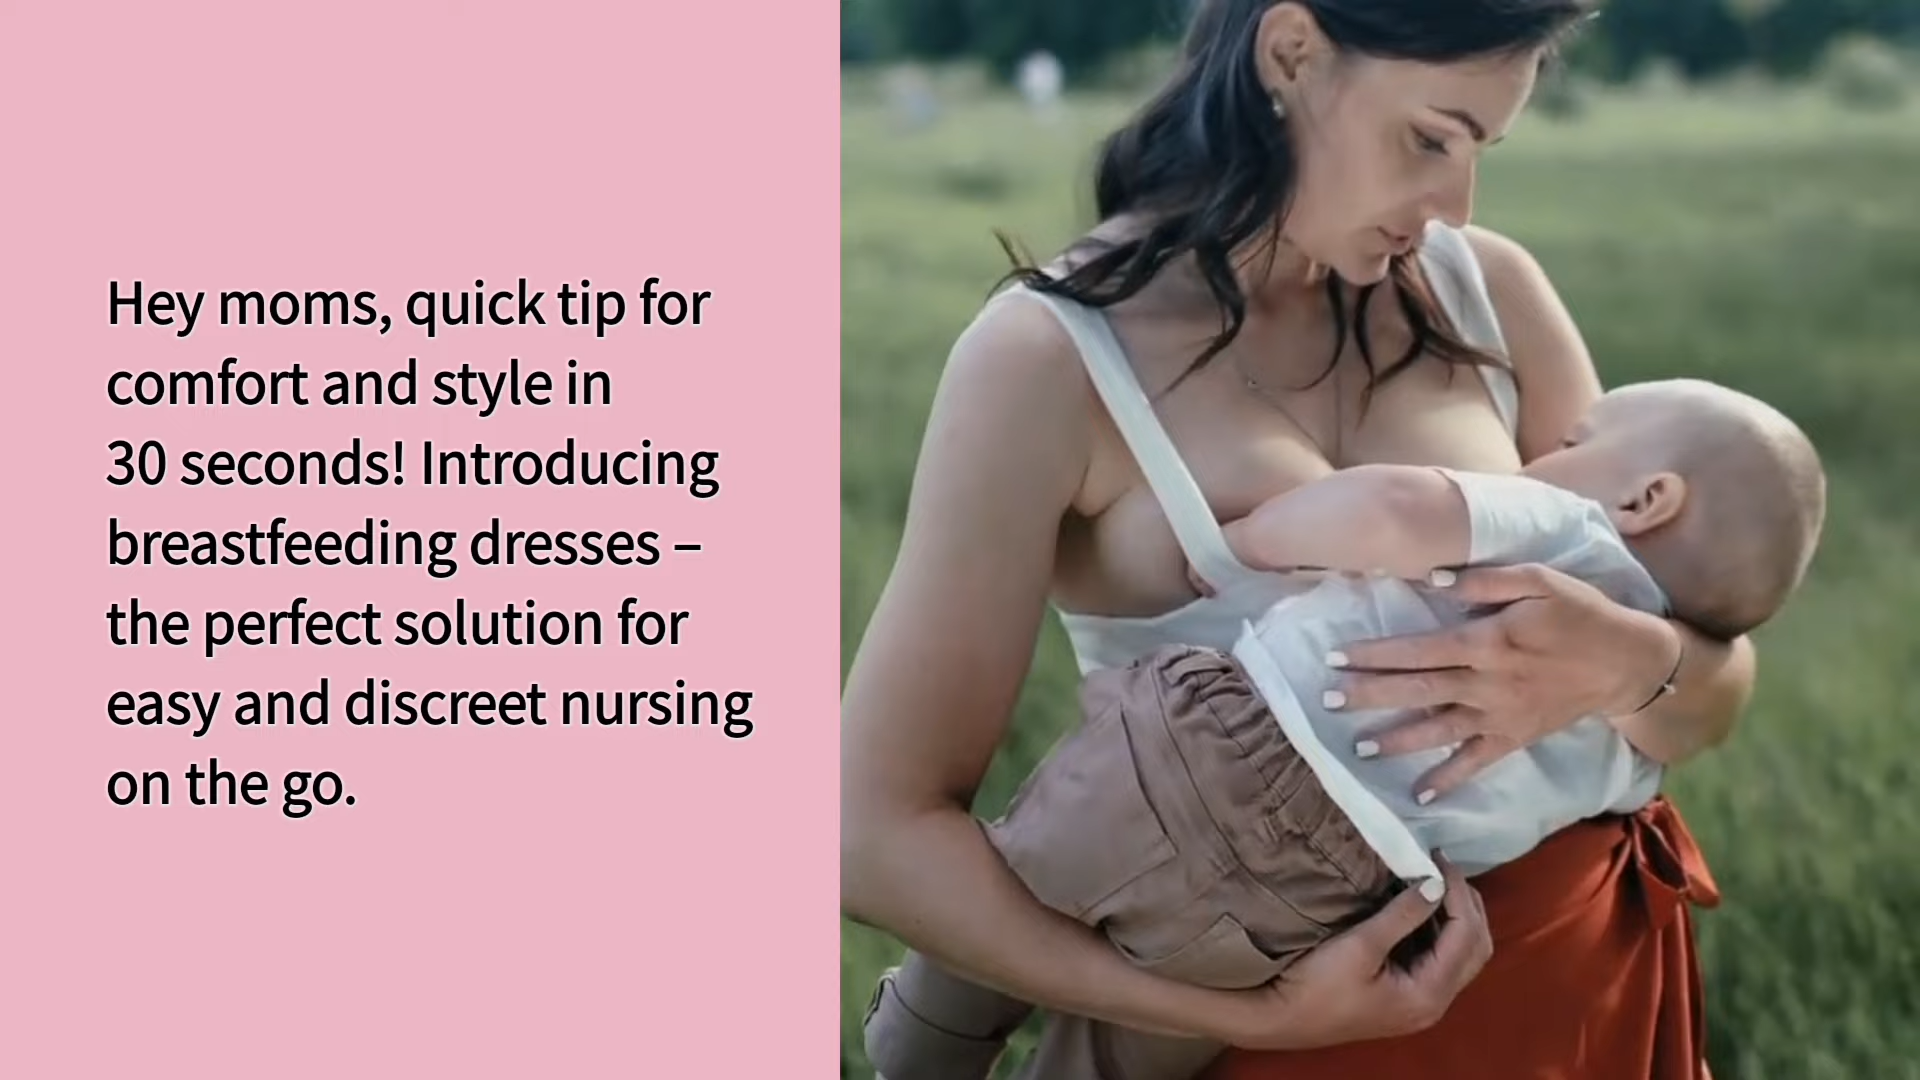 Hey moms, quick tip for
comfort and style in
30 seconds! Introducing
breastfeeding dresses –
the perfect solution for
easy and discreet nursing
on the go.